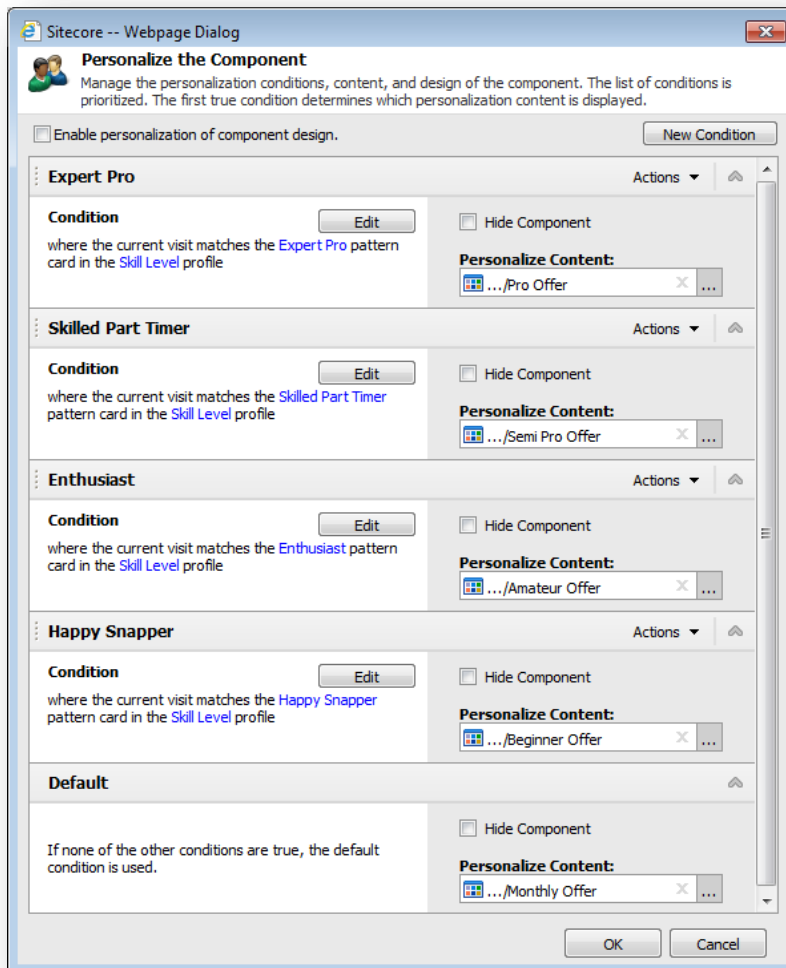 Sitecore -- Webpage Dialog
Personalize the Component
Manage the personalization conditions, content, and design of the component. The list of conditions is
prioritized. The first true condition determines which personalization content is displayed.
Enable personalization of component design.
New Condition
Expert Pro
Actions
Condition
Edit
where the current visit matches the Expert Pro pattern
card in the Skill Level profile
Hide Component
Personalize Content:
.../Pro Offer
...
Skilled Part Timer
Actions
Condition
Edit
where the current visit matches the Skilled Part Timer
pattern card in the Skill Level profile
Hide Component
Personalize Content:
.../Semi Pro Offer
...
Enthusiast
Actions
Condition
Edit
where the current visit matches the Enthusiast pattern
card in the Skill Level profile
Hide Component
Personalize Content:
.../Amateur Offer
...
Happy Snapper
Actions
Condition
Edit
where the current visit matches the Happy Snapper
pattern card in the Skill Level profile
Hide Component
Personalize Content:
.../Beginner Offer
...
Default
If none of the other conditions are true, the default
condition is used.
Hide Component
Personalize Content:
.../Monthly Offer
...
OK
Cancel